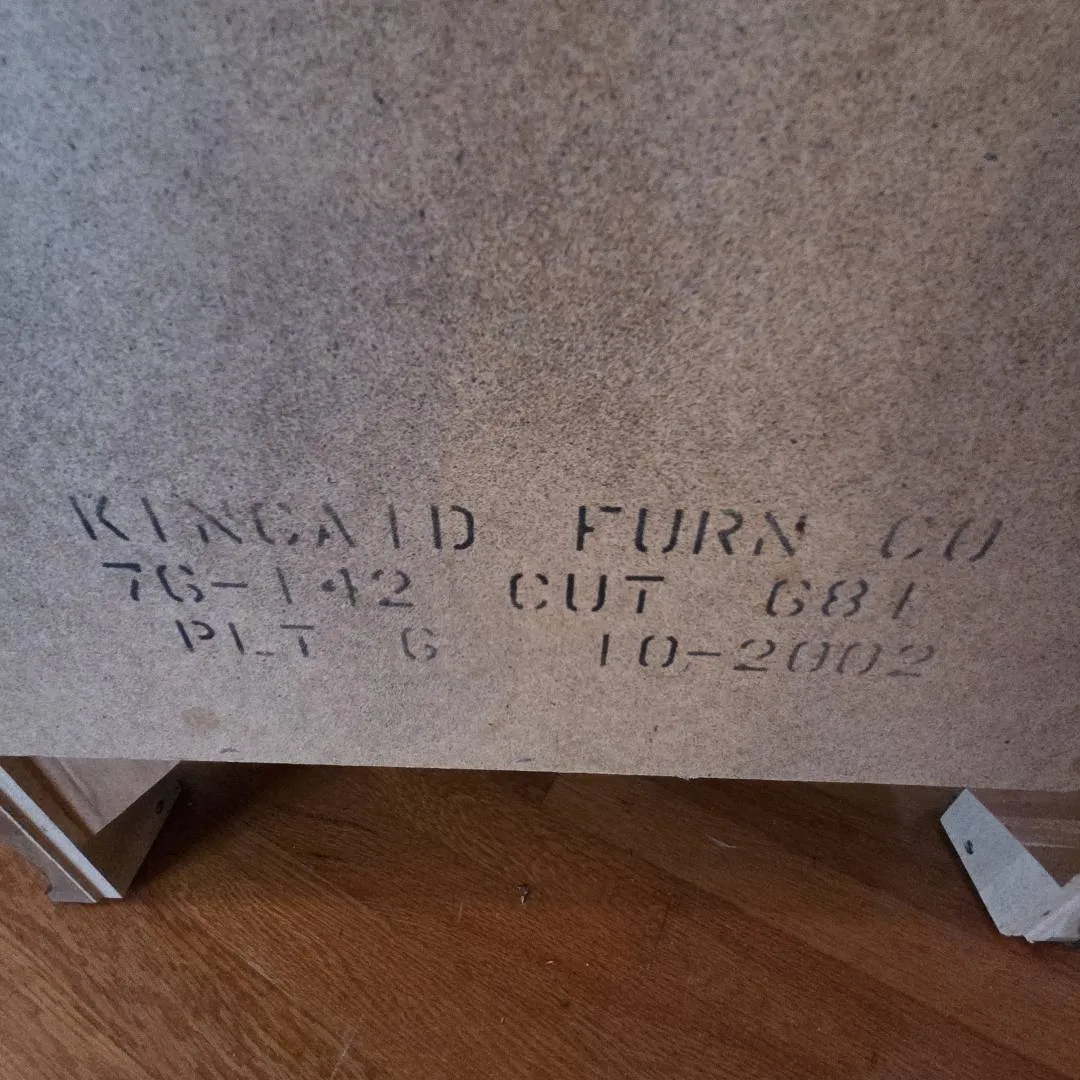 KINCAID FURN CO
76-142 CUT 681
PLT 6 10-2002